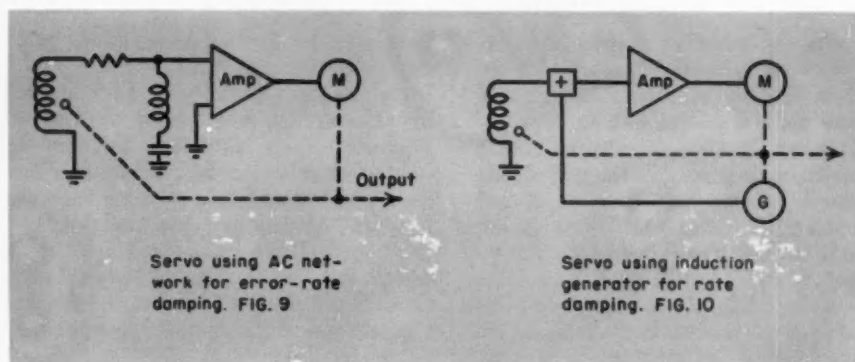 Amp
M
Output
Servo using AC net-
work for error-rate
damping. FIG. 9
+
Amp
M
G
Servo using induction
generator for rate
damping. FIG. 10